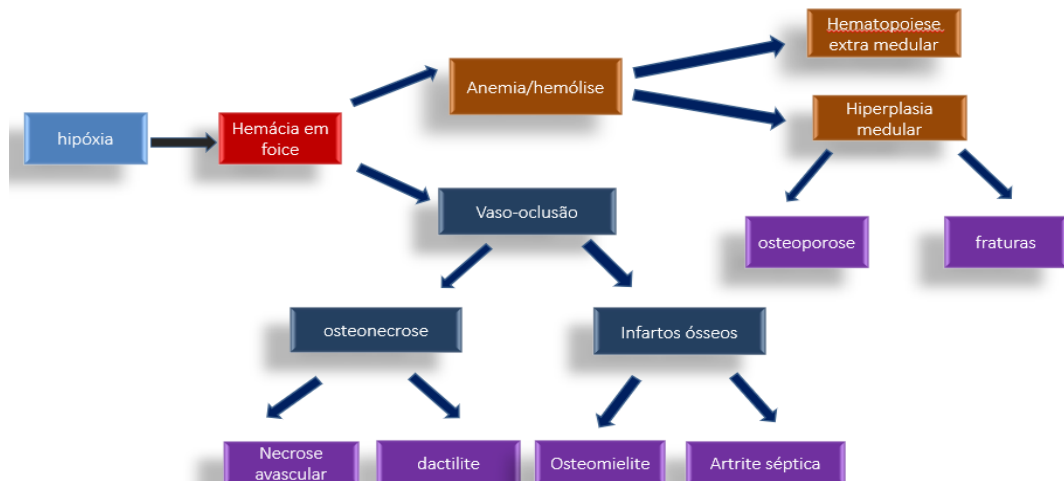 Hematopoiese
extra medular
Anemia/hemólise
Hiperplasia
medular
hipóxia
Hemácia em
foice
Vaso-oclusão
osteoporose
fraturas
osteonecrose
Infartos ósseos
Necrose
avascular
dactilite
Osteomielite
Artrite séptica